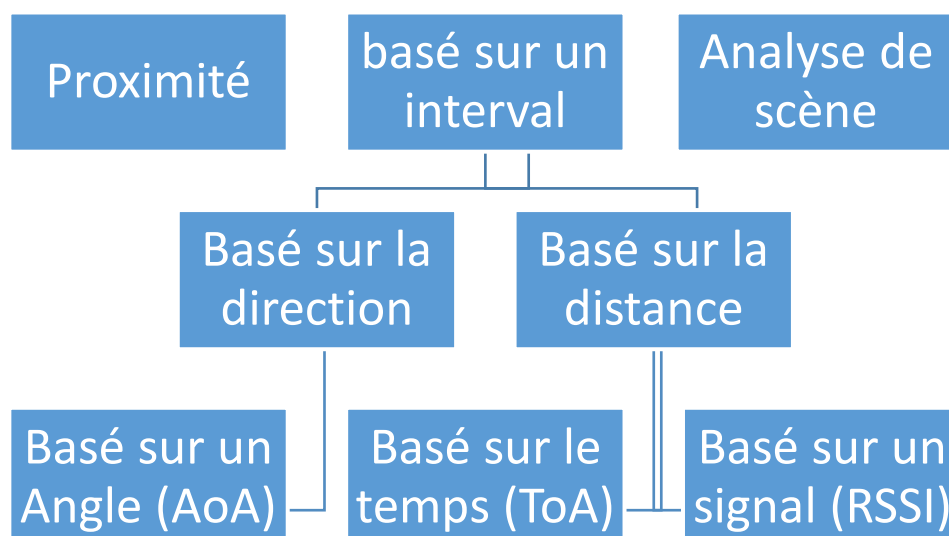 Proximité
basé sur un
interval
Analyse de
scène
Basé sur la
direction
Basé sur la
distance
Basé sur un
Angle (AoA)
Basé sur le
temps (ToA)
Basé sur un
signal (RSSI)